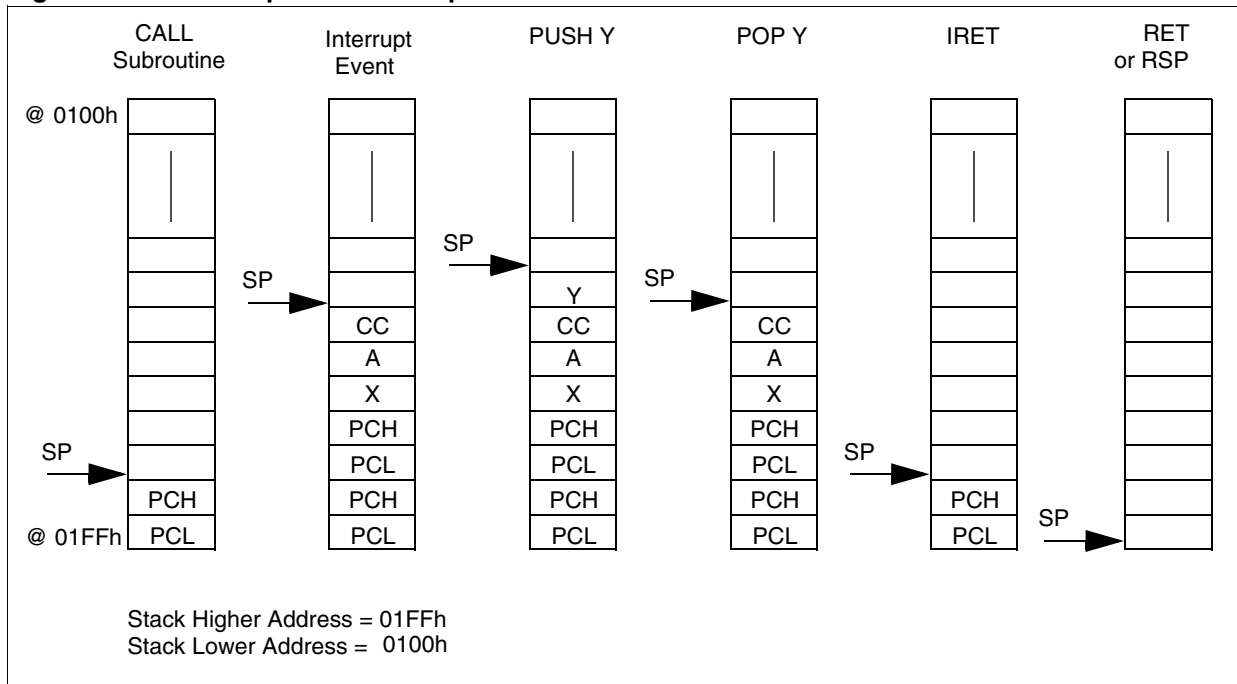 CALL
Subroutine
Interrupt
Event
PUSH Y
POP Y
IRET
RET
or RSP
@ 0100h
SP
PCH
@ 01FFh
PCL
SP
CC
A
X
PCH
PCL
PCH
PCL
SP
Y
CC
A
X
PCH
PCL
PCH
PCL
SP
CC
A
X
PCH
PCL
PCH
PCL
SP
PCH
PCL
SP
Stack Higher Address = 01FFh
Stack Lower Address = 0100h